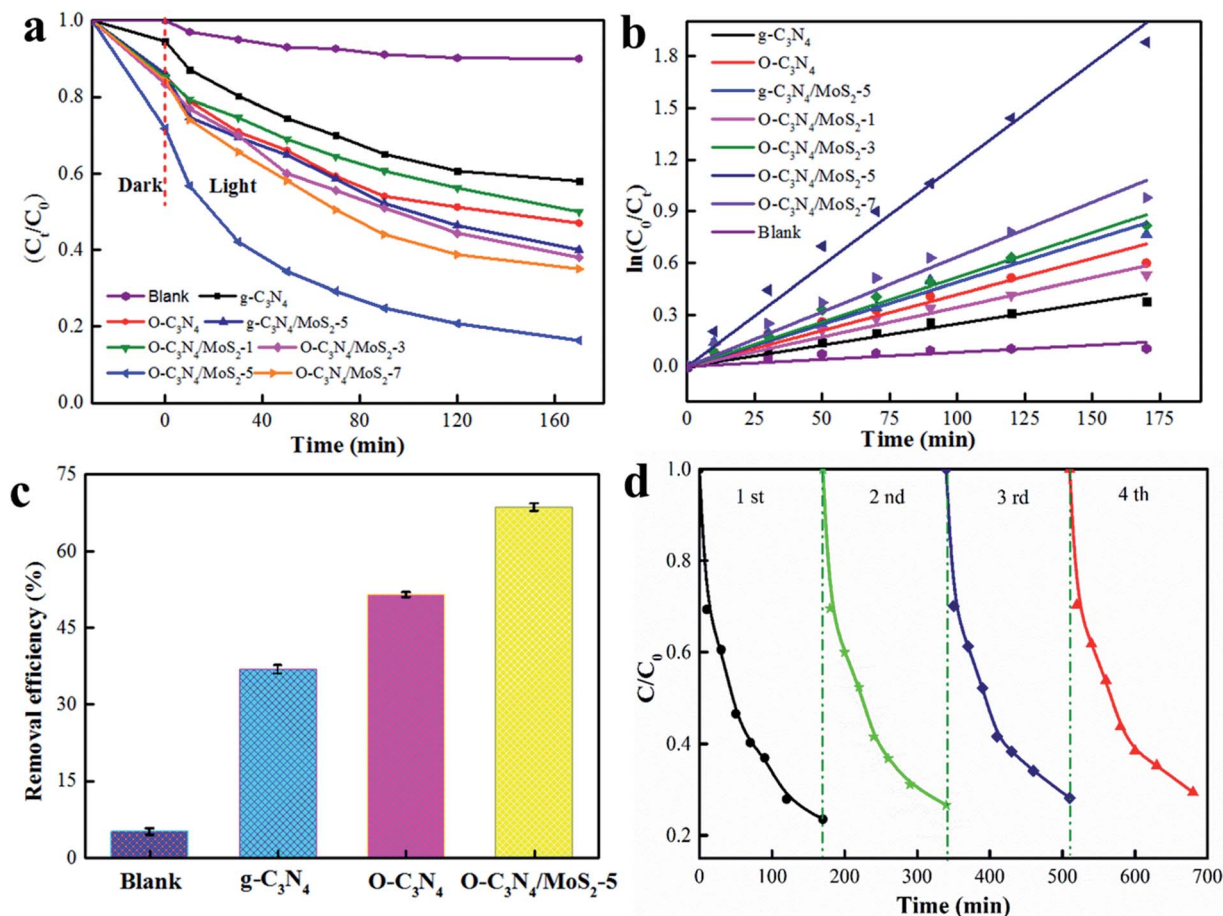 a
(Ct/C0)
1.0
0.8
0.6
0.4
0.2
0.0
Dark
Light
Blank
g-C3N4
O-C3N4
g-C3N4/MoS2-5
O-C3N4/MoS2-1
O-C3N4/MoS2-3
O-C3N4/MoS2-5
O-C3N4/MoS2-7
0 40 80 120 160
Time (min)
b
ln(C0/Ct)
1.8
1.5
1.2
0.9
0.6
0.3
0.0
g-C3N4
O-C3N4
g-C3N4/MoS2-5
O-C3N4/MoS2-1
O-C3N4/MoS2-3
O-C3N4/MoS2-5
O-C3N4/MoS2-7
Blank
0 25 50 75 100 125 150 175
Time (min)
c
Removal efficiency (%)
75
60
45
30
15
0
Blank g-C3N4 O-C3N4 O-C3N4/MoS2-5
d
C/C0
1.0
0.8
0.6
0.4
0.2
1 st 2 nd 3 rd 4 th
0 100 200 300 400 500 600 700
Time (min)